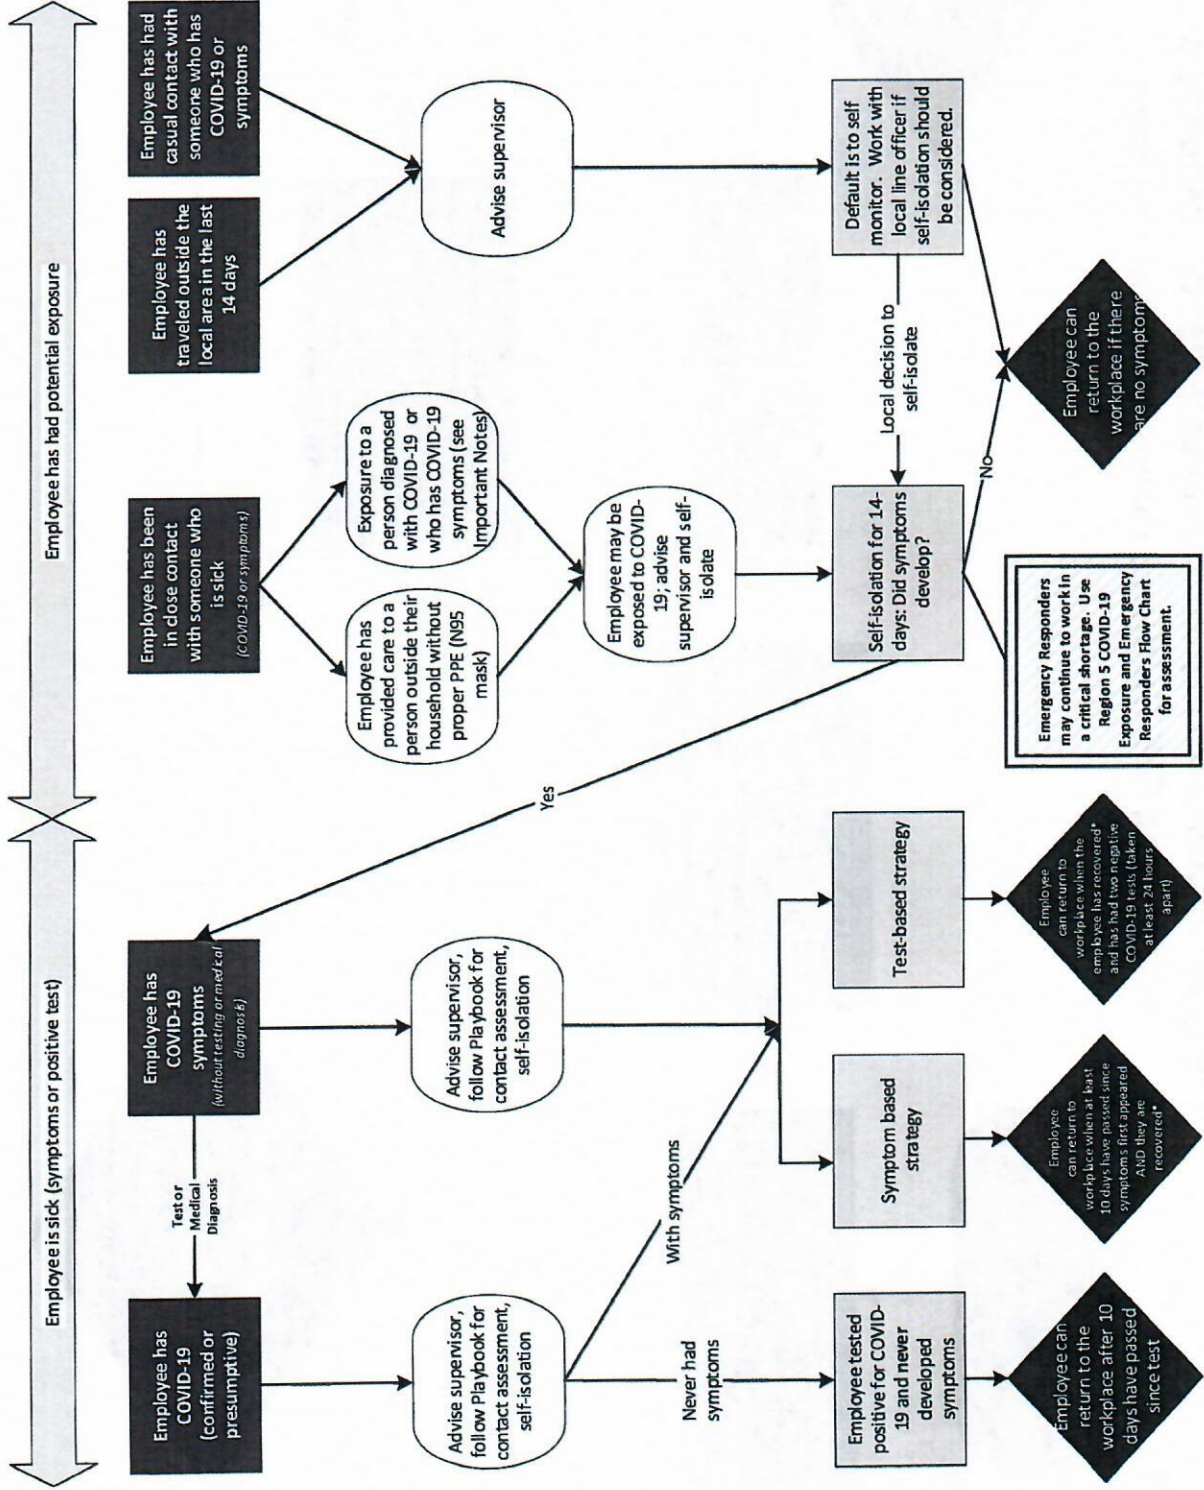 Employee is sick (symptoms or positive test)
Employee has had potential exposure
Employee has
COVID-19
(confirmed or
presumptive)
Test or
Medical
Diagnosis
Employee has
COVID-19
symptoms
(without testing or medical
diagnosis)
Employee has been
in close contact
with someone who
is sick
(COVID-19 or symptoms)
Employee has
traveled outside the
local area in the last
14 days
Employee has had
casual contact with
someone who has
COVID-19 or
symptoms
Advise supervisor,
follow Playbook for
contact assessment,
self-isolation
Advise supervisor,
follow Playbook for
contact assessment,
self-isolation
Employee has
provided care to a
person outside their
household without
proper PPE (N95
mask)
Exposure to a
person diagnosed
with COVID-19 or
who has COVID-19
symptoms (see
Important Notes)
Advise supervisor
Employee may be
exposed to COVID-
19; advise
supervisor and self-
isolate
Never had
symptoms
With symptoms
Yes
Employee tested
positive for COVID-
19 and never
developed
symptoms
Symptom based
strategy
Test-based strategy
Self-isolation for 14-
days: Did symptoms
develop?
Local decision to
self-isolate
Default is to self
monitor. Work with
local line officer if
self-isolation should
be considered.
No
Employee can
return to the
workplace after 10
days have passed
since test
Employee
can return to
workplace when at least
10 days have passed since
symptoms first appeared
AND they are
recovered*
Employee
can return to
workplace when the
employee has recovered*
and has had two negative
COVID-19 tests (taken
at least 24 hours
apart)
Emergency Responders
may continue to work in
a critical shortage. Use
Region 5 COVID-19
Exposure and Emergency
Responders Flow Chart
for assessment.
Employee can
return to the
workplace if there
are no symptoms